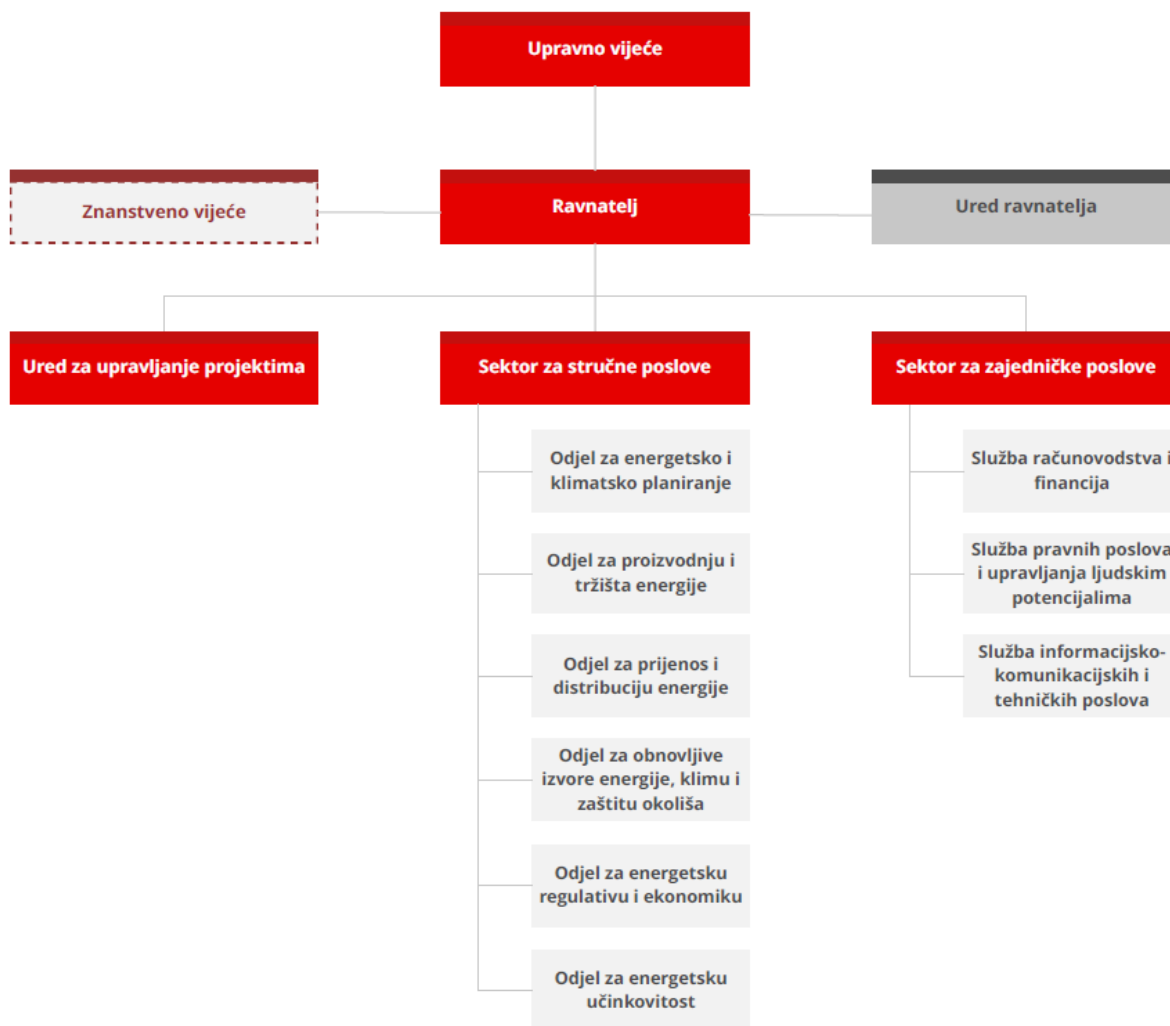 Upravno vijeće
Znanstveno vijeće
Ravnatelj
Ured ravnatelja
Ured za upravljanje projektima
Sektor za stručne poslove
Sektor za zajedničke poslove
Odjel za energetsko i
klimatsko planiranje
Odjel za proizvodnju i
tržišta energije
Odjel za prijenos i
distribuciju energije
Odjel za obnovljive
izvore energije, klimu i
zaštitu okoliša
Odjel za energetsku
regulativu i ekonomiku
Odjel za energetsku
učinkovitost
Služba računovodstva i
financija
Služba pravnih poslova
i upravljanja ljudskim
potencijalima
Služba informacijsko-
komunikacijskih i
tehničkih poslova